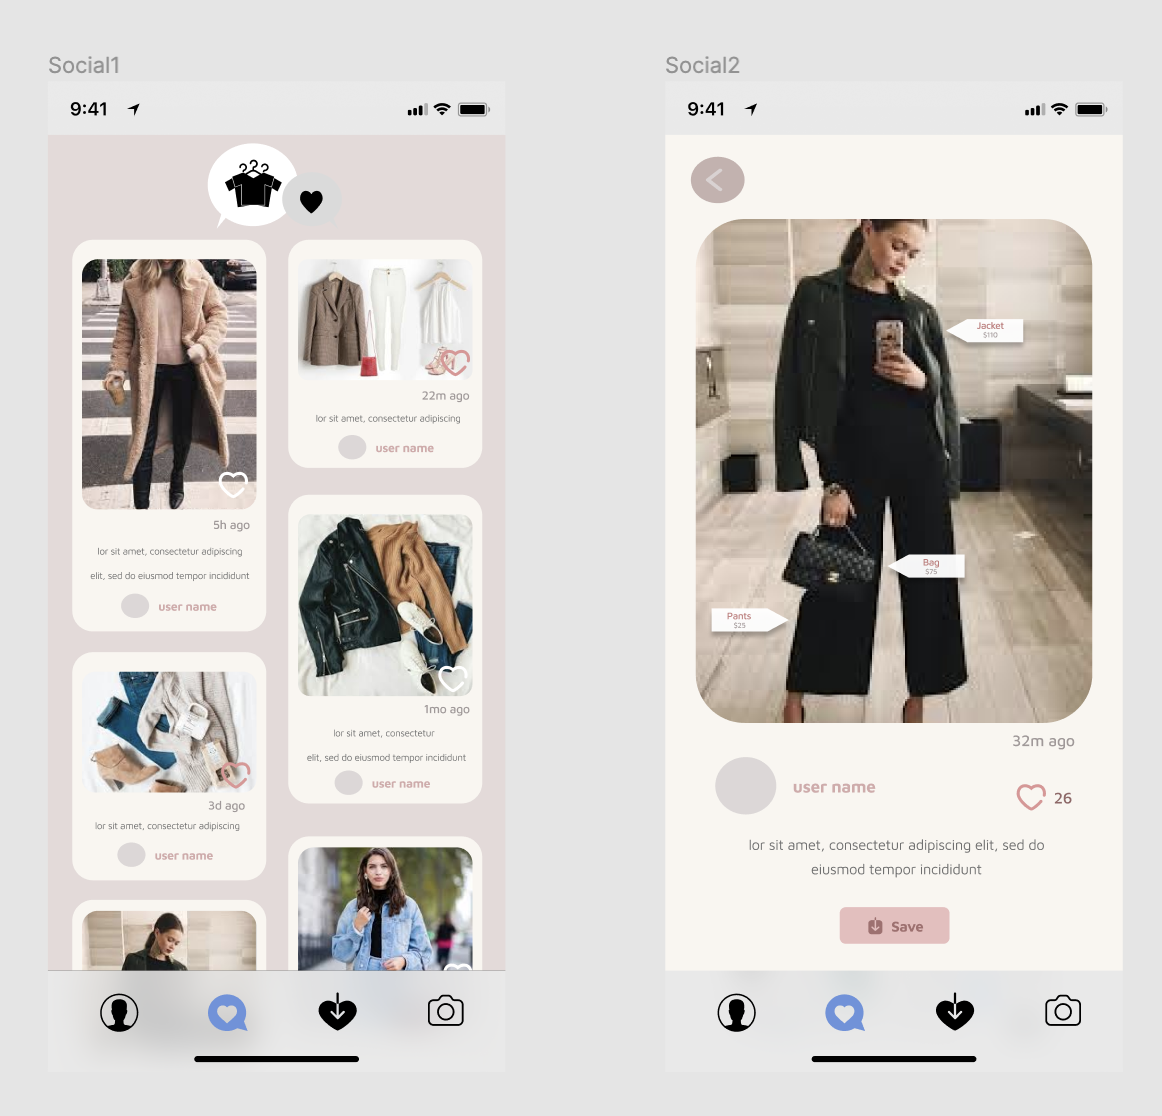 Social1
9:41
5h ago
lor sit amet, consectetur adipiscing
elit, sed do eiusmod tempor incididunt
user name
3d ago
lor sit amet, consectetur adipiscing
user name
22m ago
lor sit amet, consectetur adipiscing
user name
1mo ago
lor sit amet, consectetur
elit, sed do eiusmod tempor incididunt
user name
Social2
9:41
Jacket
$110
Bag
$75
Pants
$25
32m ago
user name
26
lor sit amet, consectetur adipiscing elit, sed do
eiusmod tempor incididunt
Save